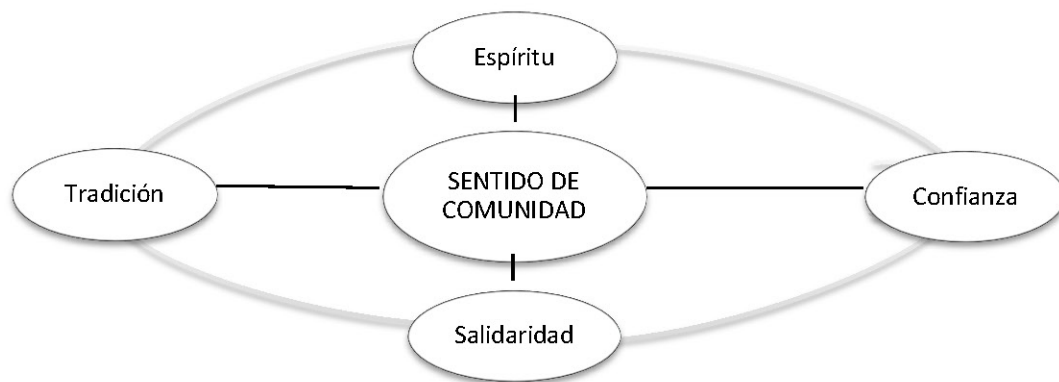 Espíritu
Tradición
SENTIDO DE
COMUNIDAD
Confianza
Salidaridad